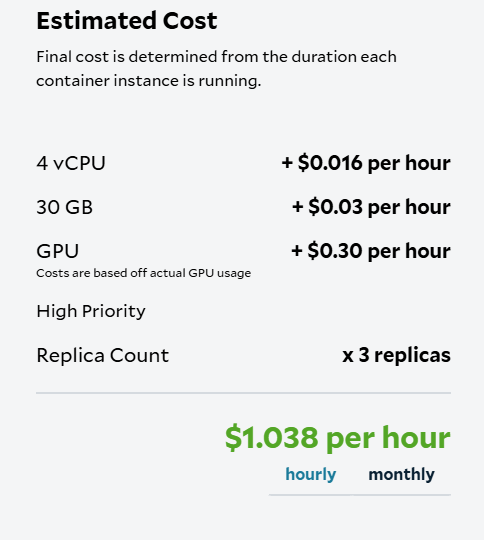 Estimated Cost
Final cost is determined from the duration each
container instance is running.
4 vCPU + $0.016 per hour
30 GB + $0.03 per hour
GPU + $0.30 per hour
Costs are based off actual GPU usage
High Priority
Replica Count x 3 replicas
$1.038 per hour
hourly monthly